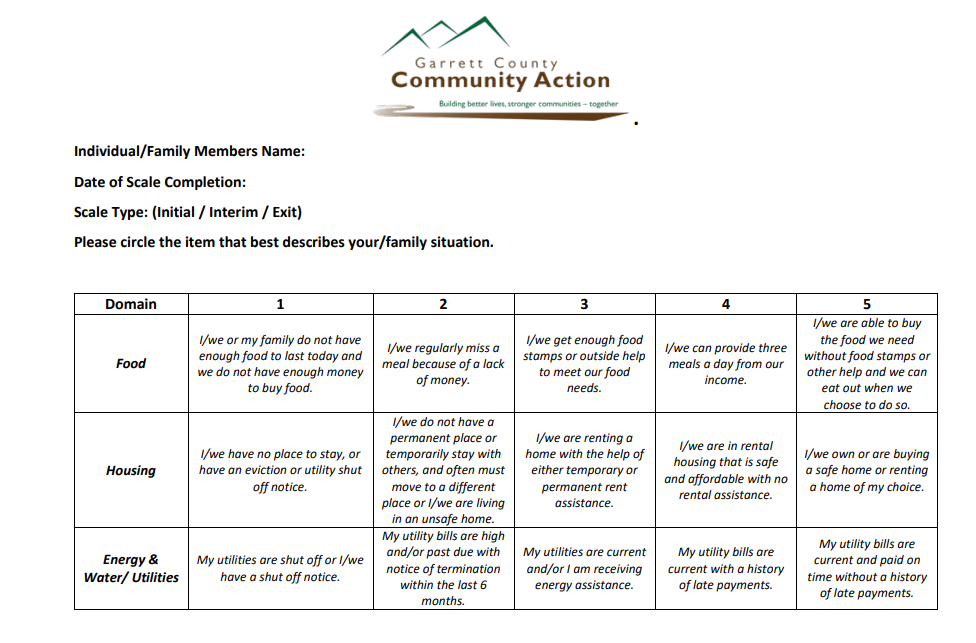 Garrett County
Community Action
Building better lives, stronger communities – together
.
Individual/Family Members Name:
Date of Scale Completion:
Scale Type: (Initial / Interim / Exit)
Please circle the item that best describes your/family situation.
Domain 1 2 3 4 5
Food
I/we or my family do not have
enough food to last today and
we do not have enough money
to buy food.
I/we regularly miss a
meal because of a lack
of money.
I/we get enough food
stamps or outside help
to meet our food
needs.
I/we can provide three
meals a day from our
income.
I/we are able to buy
the food we need
without food stamps or
other help and we can
eat out when we
choose to do so.
Housing
I/we have no place to stay, or
have an eviction or utility shut
off notice.
I/we do not have a
permanent place or
temporarily stay with
others, and often must
move to a different
place or I/we are living
in an unsafe home.
I/we are renting a
home with the help of
either temporary or
permanent rent
assistance.
I/we are in rental
housing that is safe
and affordable with no
rental assistance.
I/we own or are buying
a safe home or renting
a home of my choice.
Energy &
Water/ Utilities
My utilities are shut off or I/we
have a shut off notice.
My utility bills are high
and/or past due with
notice of termination
within the last 6
months.
My utilities are current
and/or I am receiving
energy assistance.
My utility bills are
current with a history
of late payments.
My utility bills are
current and paid on
time without a history
of late payments.